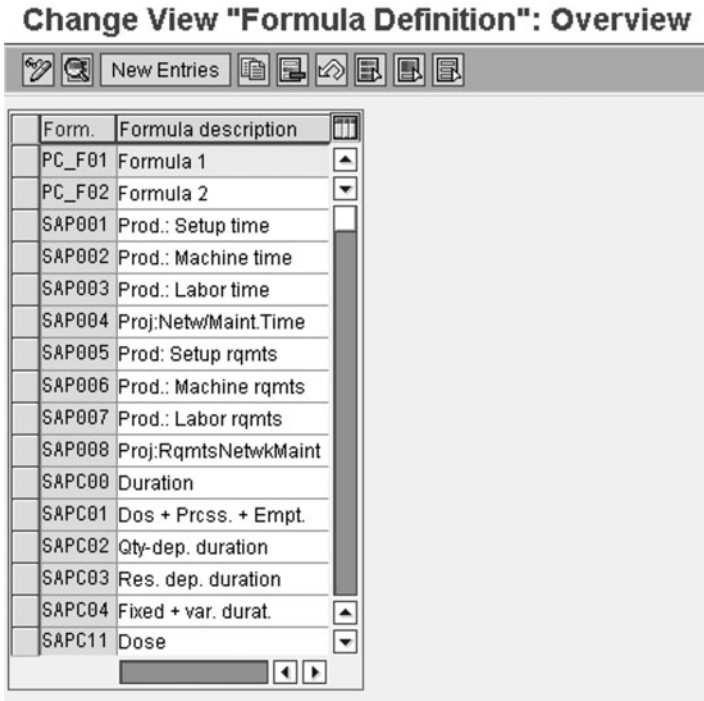 Change View "Formula Definition": Overview
New Entries
Form. Formula description
PC_F01 Formula 1
PC_F02 Formula 2
SAP001 Prod.: Setup time
SAP002 Prod.: Machine time
SAP003 Prod.: Labor time
SAP004 Proj:Netw/Maint.Time
SAP005 Prod: Setup rqmts
SAP006 Prod.: Machine rqmts
SAP007 Prod.: Labor rqmts
SAP008 Proj:RqmtsNetwkMaint
SAPC00 Duration
SAPC01 Dos + Prcss. + Empt.
SAPC02 Qty-dep. duration
SAPC03 Res. dep. duration
SAPC04 Fixed + var. durat.
SAPC11 Dose